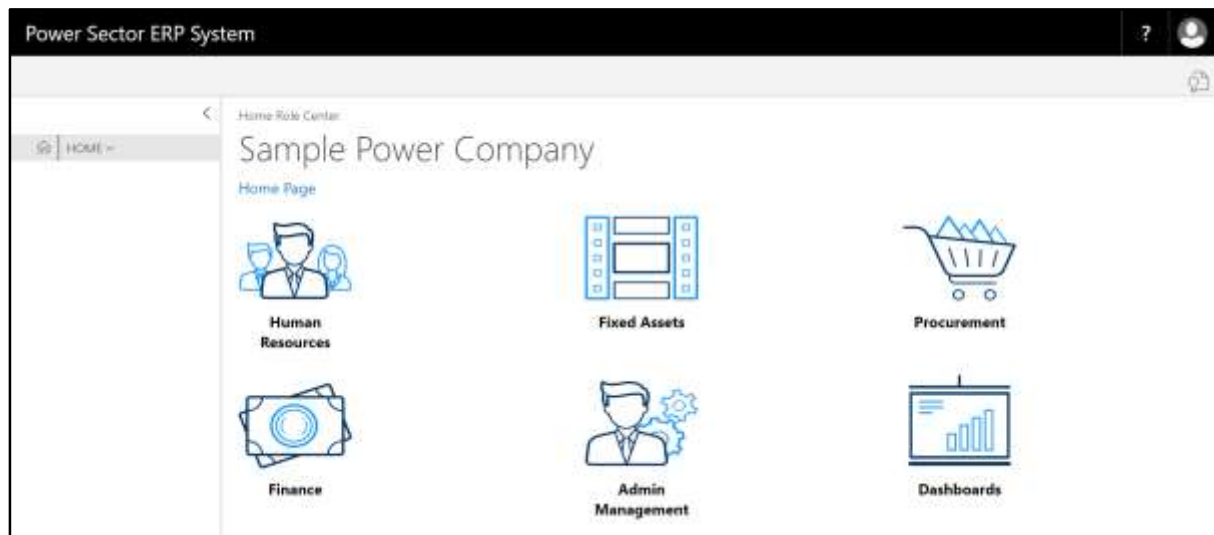 Power Sector ERP System
?
Home Role Center
HOME
Sample Power Company
Home Page
Human
Resources
Fixed Assets
Procurement
Finance
Admin
Management
Dashboards